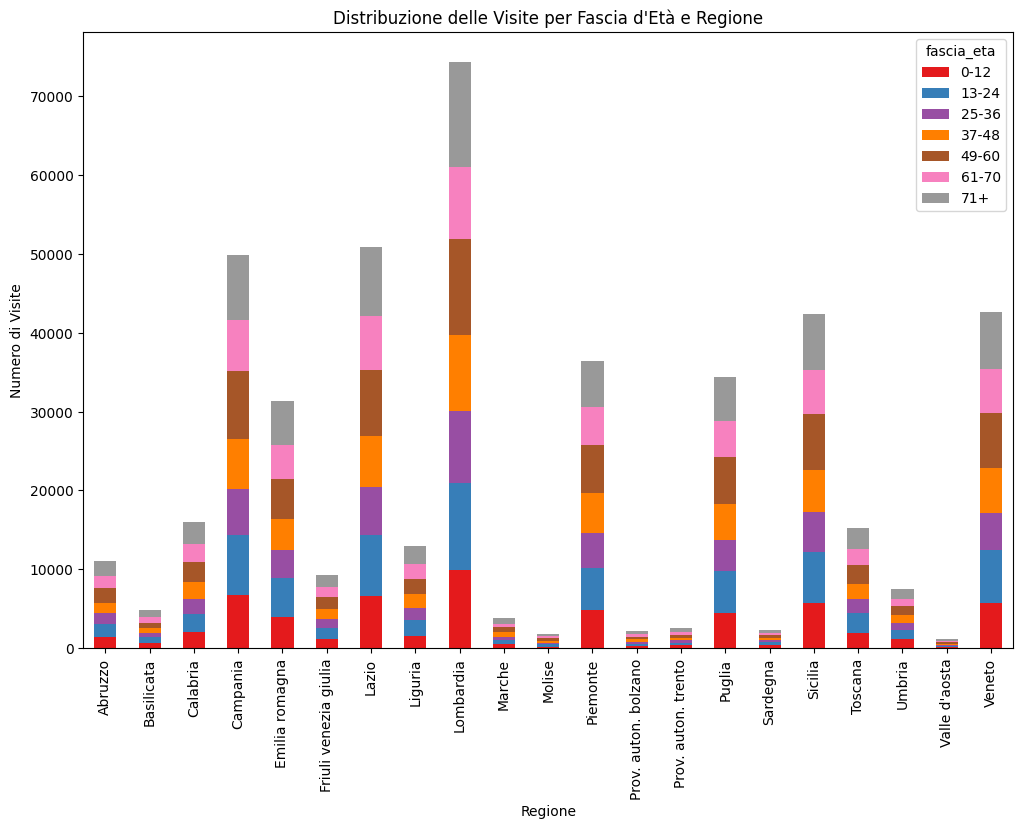 Distribuzione delle Visite per Fascia d'Età e Regione
fascia_eta
0-12
13-24
25-36
37-48
49-60
61-70
71+
Numero di Visite
70000
60000
50000
40000
30000
20000
10000
0
Abruzzo
Basilicata
Calabria
Campania
Emilia romagna
Friuli venezia giulia
Lazio
Liguria
Lombardia
Marche
Molise
Piemonte
Prov. auton. bolzano
Prov. auton. trento
Puglia
Sardegna
Sicilia
Toscana
Umbria
Valle d'aosta
Veneto
Regione